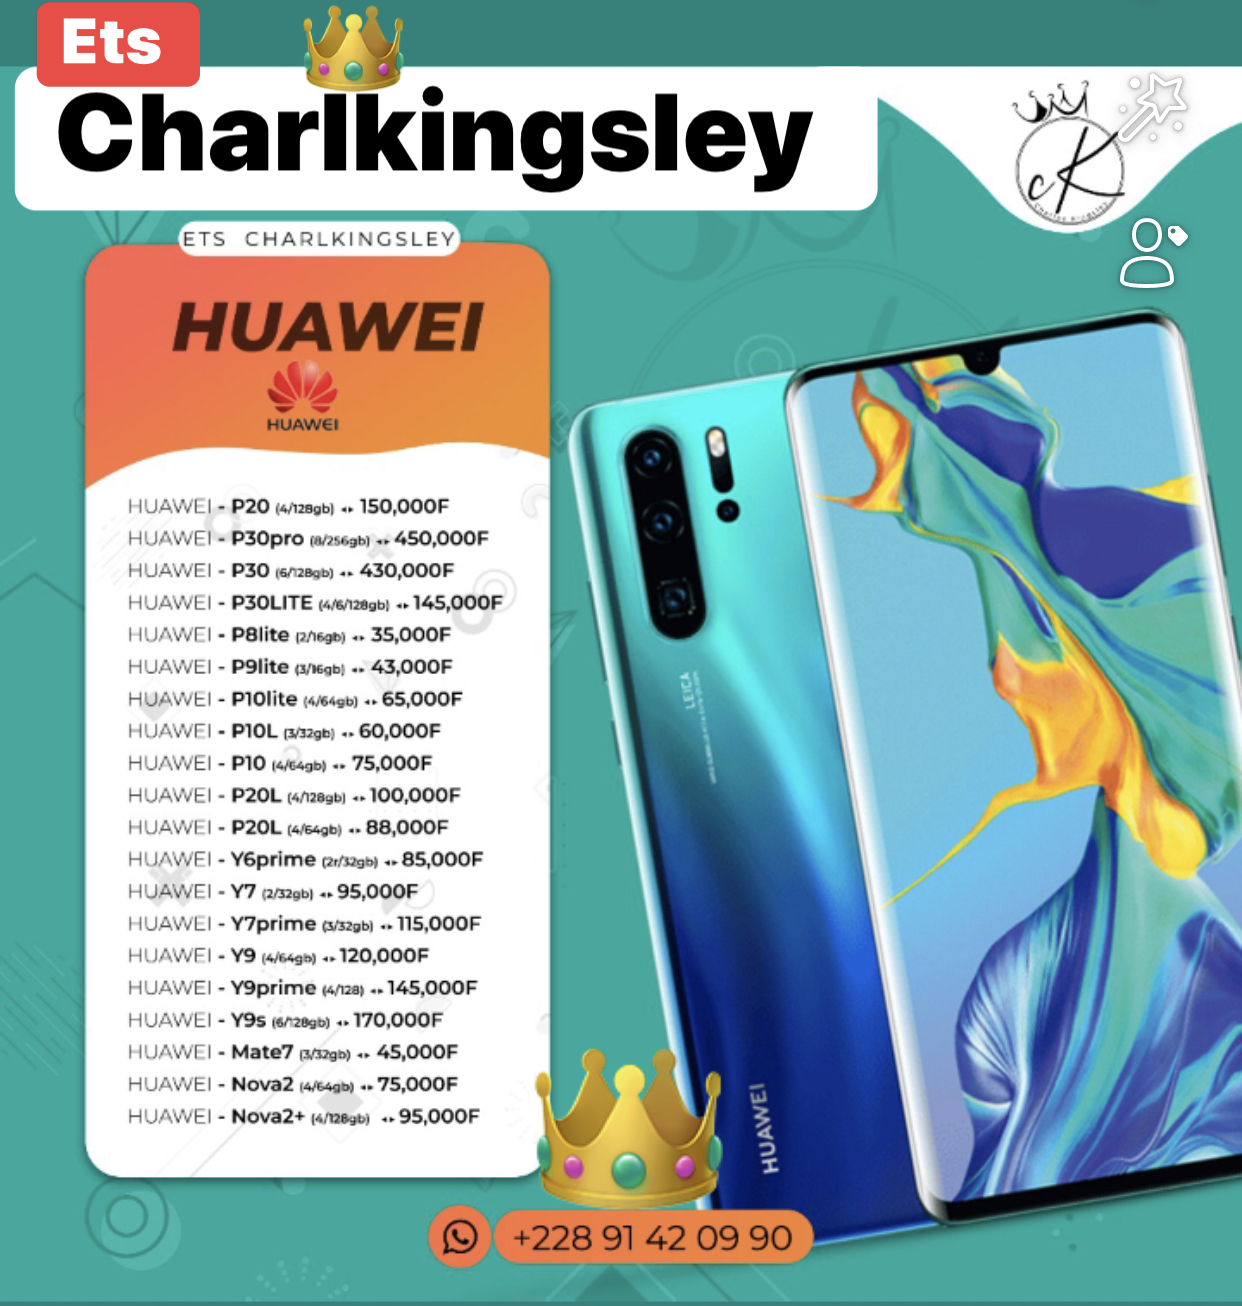 Ets
Charlkingsley
cK
ETS CHARLKINGSLEY
HUAWEI
HUAWEI
HUAWEI - P20 (4/128gb) 150,000F
HUAWEI - P30pro (8/256gb) 450,000F
HUAWEI - P30 (6/128gb) 430,000F
HUAWEI - P30LITE (4/6/128gb) 145,000F
HUAWEI - P8lite (2/16gb) 35,000F
HUAWEI - P9lite (3/16gb) 43,000F
HUAWEI - P10lite (4/64gb) 65,000F
HUAWEI - P10L (3/32gb) 60,000F
HUAWEI - P10 (4/64gb) 75,000F
HUAWEI - P20L (4/128gb) 100,000F
HUAWEI - P20L (4/64gb) 88,000F
HUAWEI - Y6prime (2r/32gb) 85,000F
HUAWEI - Y7 (2/32gb) 95,000F
HUAWEI - Y7prime (3/32gb) 115,000F
HUAWEI - Y9 (4/64gb) 120,000F
HUAWEI - Y9prime (4/128) 145,000F
HUAWEI - Y9s (6/128gb) 170,000F
HUAWEI - Mate7 (3/32gb) 45,000F
HUAWEI - Nova2 (4/64gb) 75,000F
HUAWEI - Nova2+ (4/128gb) 95,000F
LEICA
HUAWEI
+228 91 42 09 90